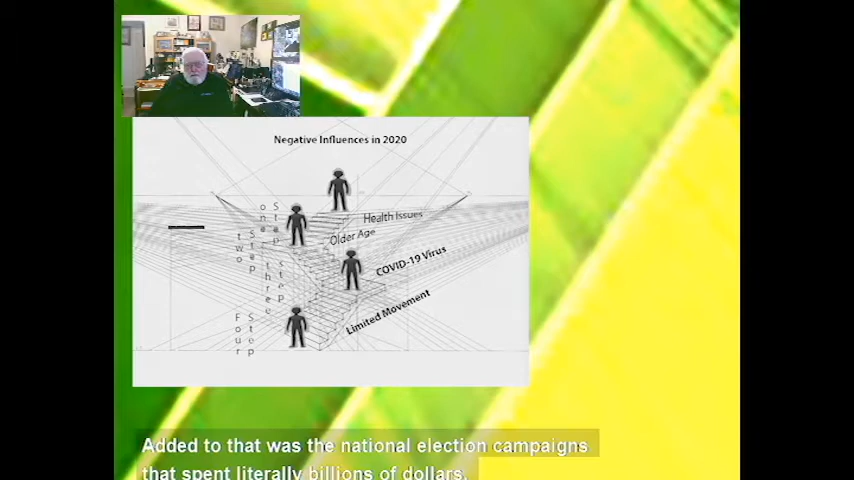 Negative Influences in 2020
Health Issues
Older Age
COVID-19 Virus
Limited Movement
Step one
Step two
step three
Step Four
Added to that was the national election campaigns
that spent literally billions of dollars.